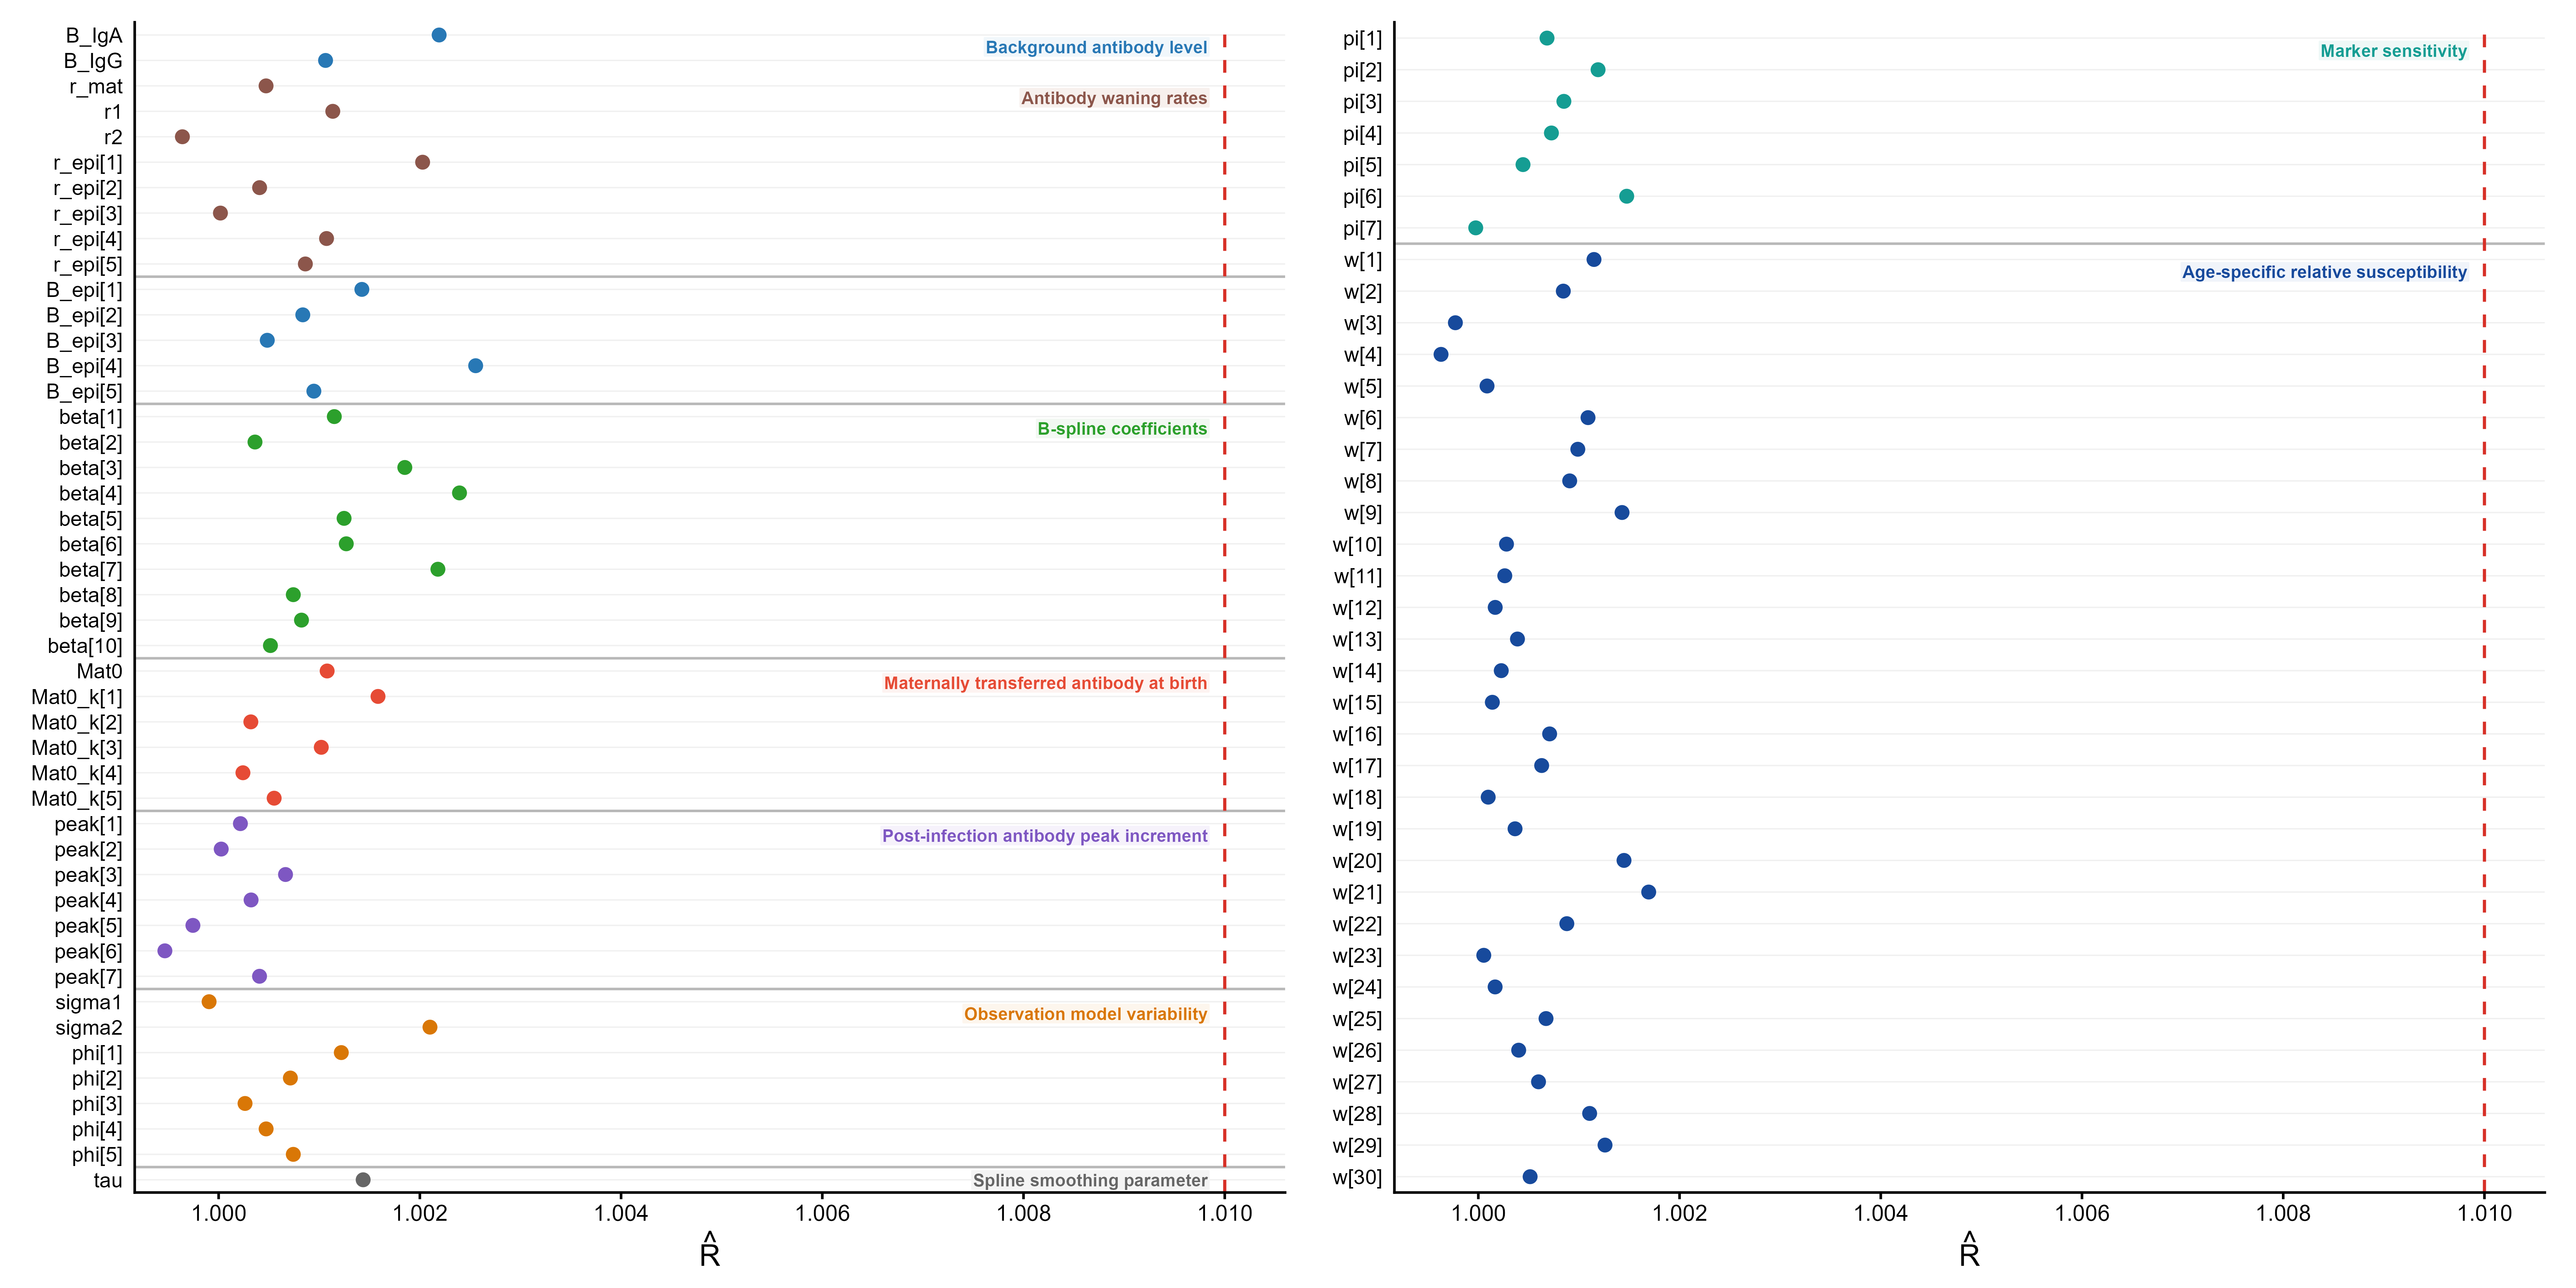 B_IgA
Background antibody level
B_IgG
r_mat
Antibody waning rates
r1
r2
r_epi[1]
r_epi[2]
r_epi[3]
r_epi[4]
r_epi[5]
B_epi[1]
B_epi[2]
B_epi[3]
B_epi[4]
B_epi[5]
beta[1]
B-spline coefficients
beta[2]
beta[3]
beta[4]
beta[5]
beta[6]
beta[7]
beta[8]
beta[9]
beta[10]
Mat0
Maternally transferred antibody at birth
Mat0_k[1]
Mat0_k[2]
Mat0_k[3]
Mat0_k[4]
Mat0_k[5]
peak[1]
Post-infection antibody peak increment
peak[2]
peak[3]
peak[4]
peak[5]
peak[6]
peak[7]
sigma1
Observation model variability
sigma2
phi[1]
phi[2]
phi[3]
phi[4]
phi[5]
tau
Spline smoothing parameter
1.000 1.002 1.004 1.006 1.008 1.010
R̂
pi[1]
Marker sensitivity
pi[2]
pi[3]
pi[4]
pi[5]
pi[6]
pi[7]
w[1]
Age-specific relative susceptibility
w[2]
w[3]
w[4]
w[5]
w[6]
w[7]
w[8]
w[9]
w[10]
w[11]
w[12]
w[13]
w[14]
w[15]
w[16]
w[17]
w[18]
w[19]
w[20]
w[21]
w[22]
w[23]
w[24]
w[25]
w[26]
w[27]
w[28]
w[29]
w[30]
1.000 1.002 1.004 1.006 1.008 1.010
R̂